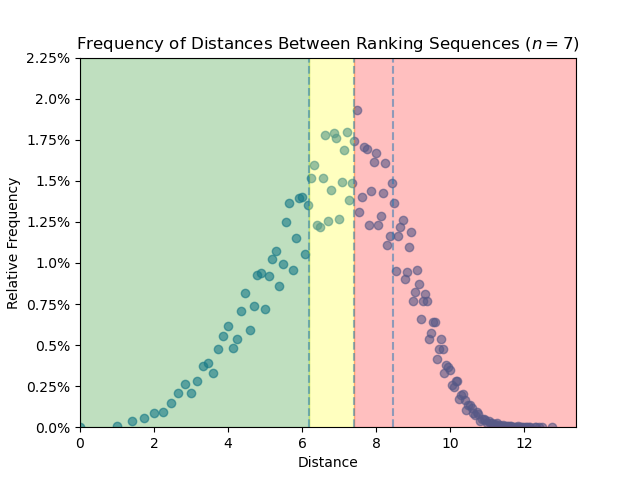 Frequency of Distances Between Ranking Sequences (n = 7)
2.25%
2.0%
1.75%
1.5%
1.25%
1.0%
0.75%
0.5%
0.25%
0.0%
Relative Frequency
0 2 4 6 8 10 12
Distance